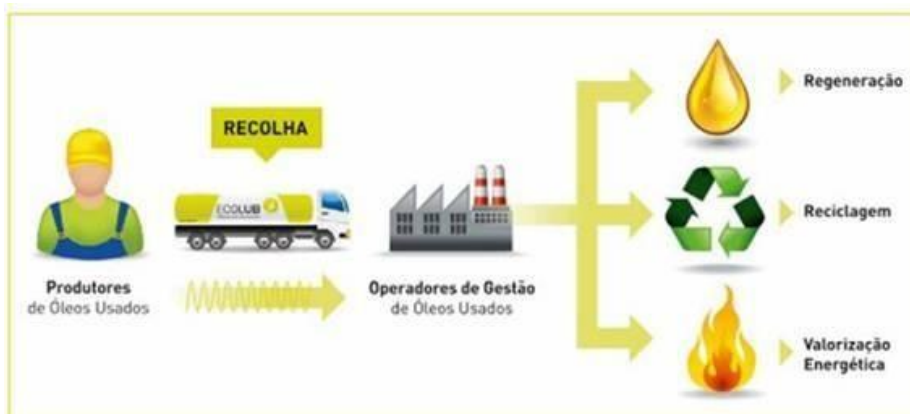 RECOLHA
ECOLUB
Produtores
de Óleos Usados
Operadores de Gestão
de Óleos Usados
Regeneração
Reciclagem
Valorização
Energética